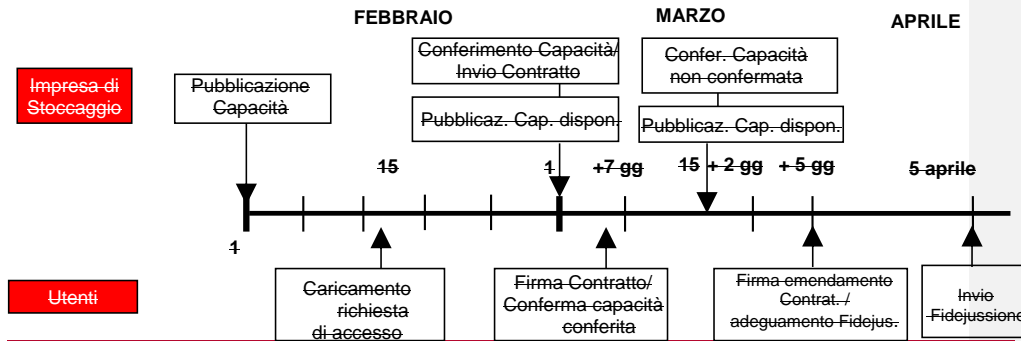 FEBBRAIO
MARZO
APRILE
Impresa di
Stoccaggio
Pubblicazione
Capacità
Conferimento Capacità/
Invio Contratto
Pubblicaz. Cap. dispon.
Confer. Capacità
non confermata
Pubblicaz. Cap. dispon.
15
1
+7 gg
15
+ 2 gg
+ 5 gg
5 aprile
1
Utenti
Caricamento
richiesta
di accesso
Firma Contratto/
Conferma capacità
conferita
Firma emendamento
Contrat. /
adeguamento Fidejus.
Invio
Fidejussione